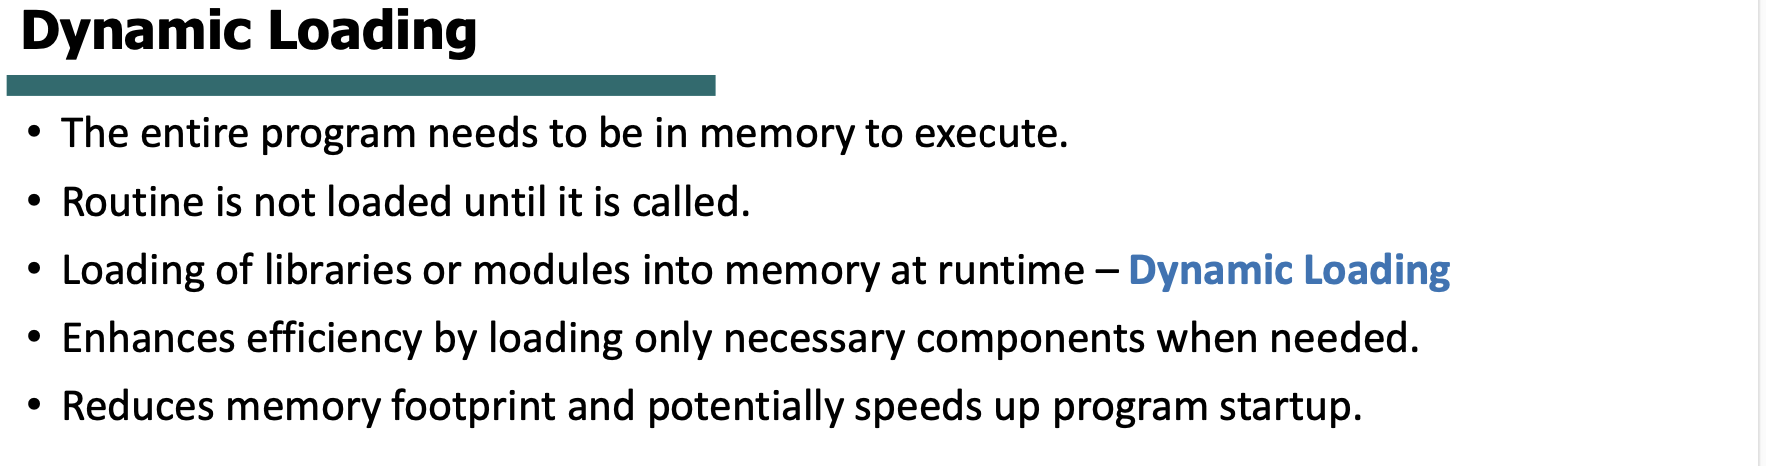 Dynamic Loading
• The entire program needs to be in memory to execute.
• Routine is not loaded until it is called.
• Loading of libraries or modules into memory at runtime – Dynamic Loading
• Enhances efficiency by loading only necessary components when needed.
• Reduces memory footprint and potentially speeds up program startup.